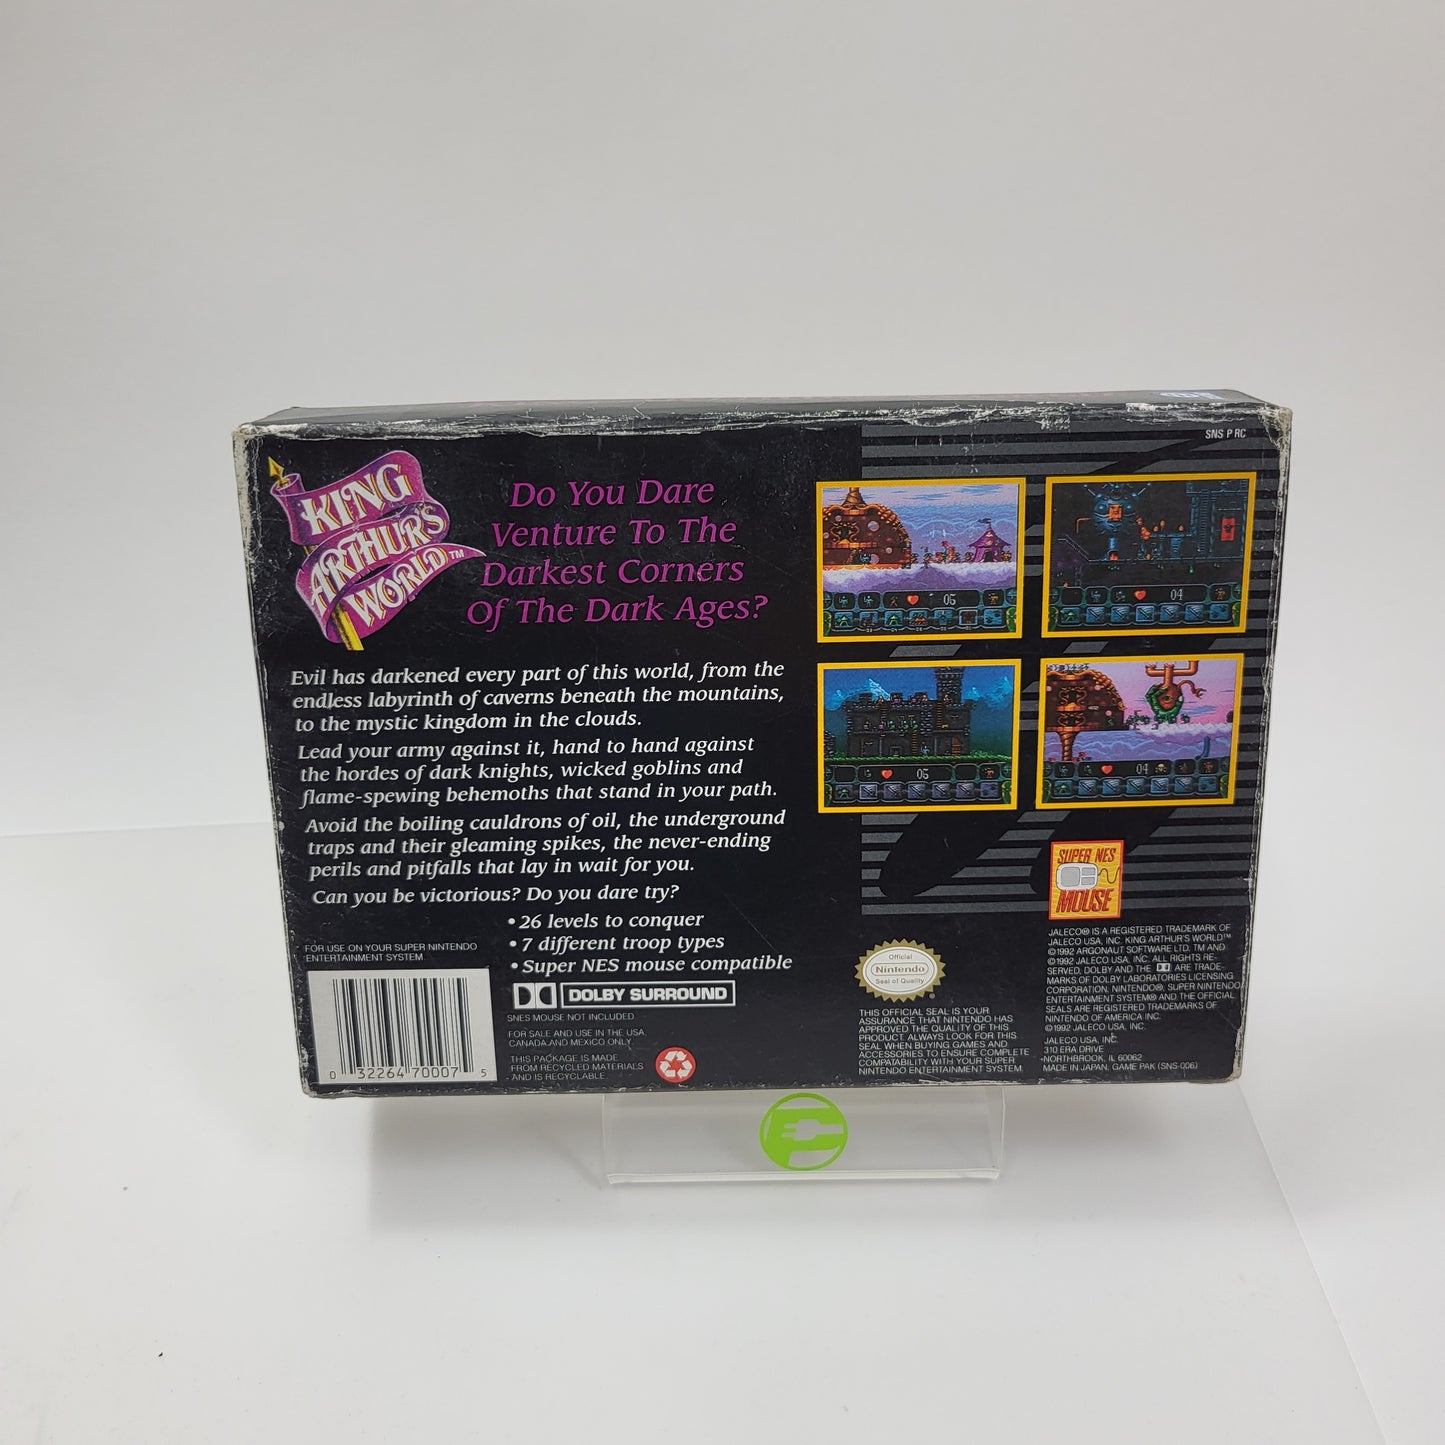 SNS P RC
KING
ARTHUR'S
WORLD™
Do You Dare
Venture To The
Darkest Corners
Of The Dark Ages?
Evil has darkened every part of this world, from the
endless labyrinth of caverns beneath the mountains,
to the mystic kingdom in the clouds.
Lead your army against it, hand to hand against
the hordes of dark knights, wicked goblins and
flame-spewing behemoths that stand in your path.
Avoid the boiling cauldrons of oil, the underground
traps and their gleaming spikes, the never-ending
perils and pitfalls that lay in wait for you.
Can you be victorious? Do you dare try?
• 26 levels to conquer
• 7 different troop types
• Super NES mouse compatible
DOLBY SURROUND
SNES MOUSE NOT INCLUDED.
FOR SALE AND USE IN THE USA,
CANADA AND MEXICO ONLY.
THIS PACKAGE IS MADE
FROM RECYCLED MATERIALS
AND IS RECYCLABLE.
FOR USE ON YOUR SUPER NINTENDO
ENTERTAINMENT SYSTEM
0 32264 70007 5
05
04
05
04
SUPER NES
MOUSE
Official
Nintendo
Seal of Quality
THIS OFFICIAL SEAL IS YOUR
ASSURANCE THAT NINTENDO HAS
APPROVED THE QUALITY OF THIS
PRODUCT. ALWAYS LOOK FOR THIS
SEAL WHEN BUYING GAMES AND
ACCESSORIES TO ENSURE COMPLETE
COMPATABILITY WITH YOUR SUPER
NINTENDO ENTERTAINMENT SYSTEM.
JALECO® IS A REGISTERED TRADEMARK OF
JALECO USA, INC. KING ARTHUR'S WORLD™
©1992 ARGONAUT SOFTWARE LTD. TM AND
©1992 JALECO USA, INC. ALL RIGHTS RE-
SERVED. DOLBY AND THE ARE TRADE-
MARKS OF DOLBY LABORATORIES LICENSING
CORPORATION. NINTENDO®, SUPER NINTENDO
ENTERTAINMENT SYSTEM® AND THE OFFICIAL
SEALS ARE REGISTERED TRADEMARKS OF
NINTENDO OF AMERICA INC.
©1992 JALECO USA, INC.
JALECO USA, INC.
310 ERA DRIVE
NORTHBROOK, IL 60062
MADE IN JAPAN. GAME PAK (SNS-006)